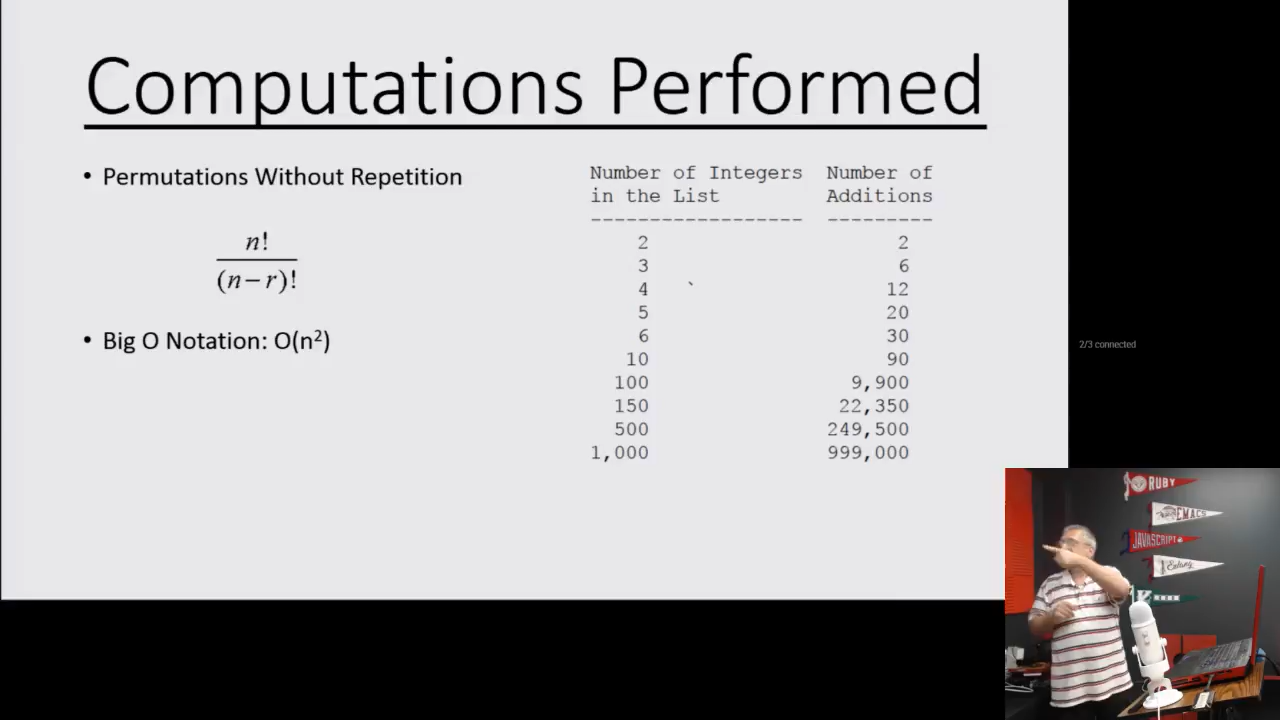 Computations Performed
• Permutations Without Repetition
n!
(n – r)!
• Big O Notation: O(n²)
Number of Integers Number of
in the List Additions
------------------ ---------
2 2
3 6
4 ` 12
5 20
6 30
10 90
100 9,900
150 22,350
500 249,500
1,000 999,000
2/3 connected
RUBY
EMACS
JAVASCRIPT
Erlang